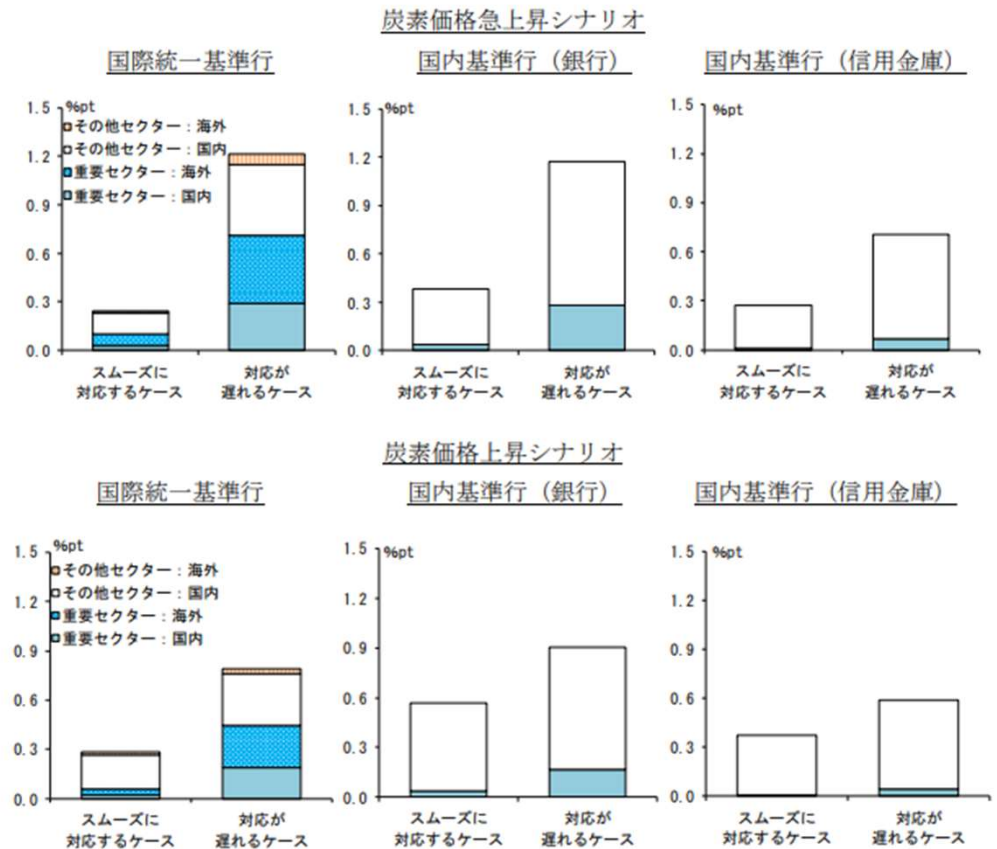 炭素価格急上昇シナリオ
国際統一基準行
国内基準行（銀行）
国内基準行（信用金庫）
1.5
%pt
その他セクター：海外
その他セクター：国内
重要セクター：海外
重要セクター：国内
1.2
0.9
0.6
0.3
0.0
スムーズに
対応するケース
対応が
遅れるケース
1.5
%pt
1.2
0.9
0.6
0.3
0.0
スムーズに
対応するケース
対応が
遅れるケース
1.5
%pt
1.2
0.9
0.6
0.3
0.0
スムーズに
対応するケース
対応が
遅れるケース
炭素価格上昇シナリオ
国際統一基準行
国内基準行（銀行）
国内基準行（信用金庫）
1.5
%pt
その他セクター：海外
その他セクター：国内
重要セクター：海外
重要セクター：国内
1.2
0.9
0.6
0.3
0.0
スムーズに
対応するケース
対応が
遅れるケース
1.5
%pt
1.2
0.9
0.6
0.3
0.0
スムーズに
対応するケース
対応が
遅れるケース
1.5
%pt
1.2
0.9
0.6
0.3
0.0
スムーズに
対応するケース
対応が
遅れるケース